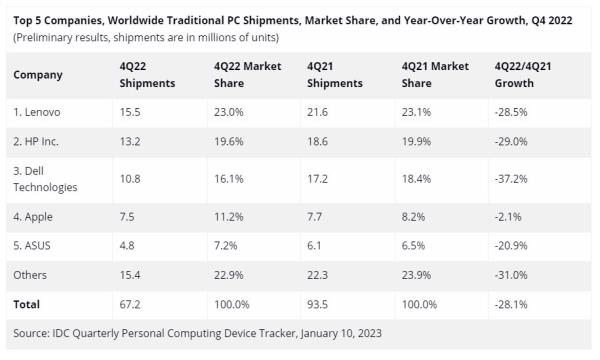 Top 5 Companies, Worldwide Traditional PC Shipments, Market Share, and Year-Over-Year Growth, Q4 2022
(Preliminary results, shipments are in millions of units)
Company 4Q22 Shipments 4Q22 Market Share 4Q21 Shipments 4Q21 Market Share 4Q22/4Q21 Growth
1. Lenovo 15.5 23.0% 21.6 23.1% -28.5%
2. HP Inc. 13.2 19.6% 18.6 19.9% -29.0%
3. Dell Technologies 10.8 16.1% 17.2 18.4% -37.2%
4. Apple 7.5 11.2% 7.7 8.2% -2.1%
5. ASUS 4.8 7.2% 6.1 6.5% -20.9%
Others 15.4 22.9% 22.3 23.9% -31.0%
Total 67.2 100.0% 93.5 100.0% -28.1%
Source: IDC Quarterly Personal Computing Device Tracker, January 10, 2023